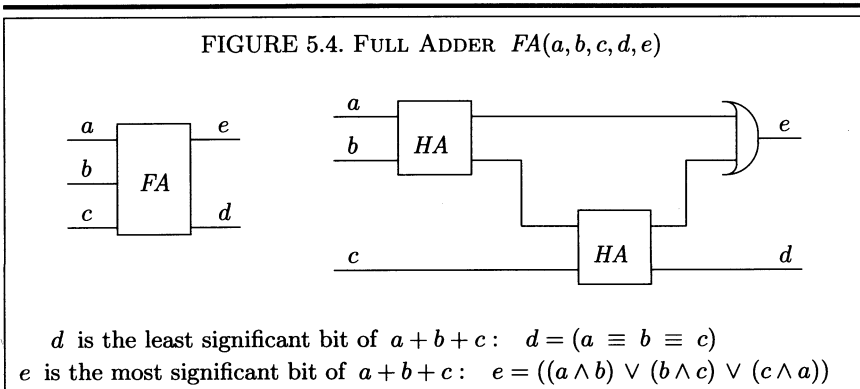 FIGURE 5.4. FULL ADDER FA(a, b, c, d, e)
a
b
c
FA
e
d
a
b
c
HA
HA
e
d
d is the least significant bit of a + b + c : d = (a ≡ b ≡ c)
e is the most significant bit of a + b + c : e = ((a ∧ b) ∨ (b ∧ c) ∨ (c ∧ a))